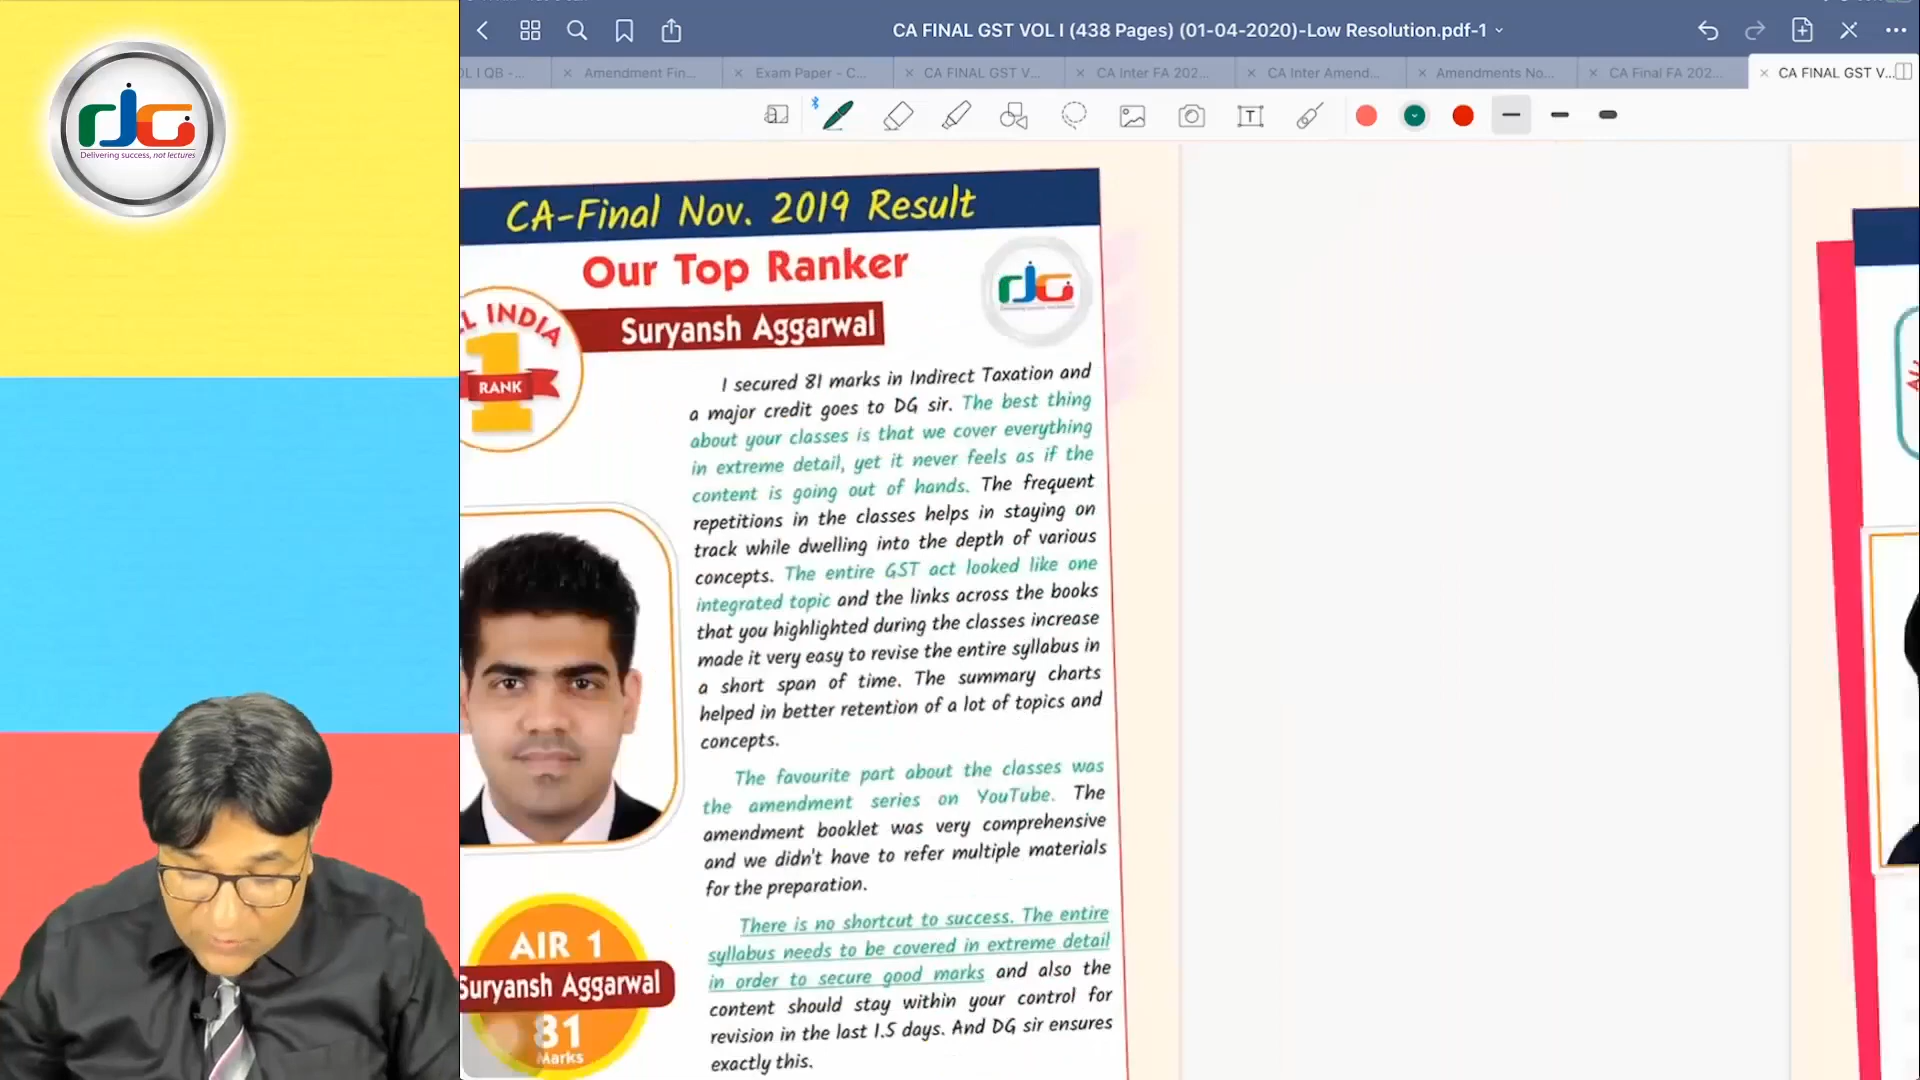 Delivering success, not lectures
CA FINAL GST VOL I (438 Pages) (01-04-2020)-Low Resolution.pdf-1
L I QB -...
Amendment Fin...
Exam Paper - C...
CA FINAL GST V...
CA Inter FA 202...
CA Inter Amend...
Amendments No...
CA Final FA 202...
CA FINAL GST V...
T
CA-Final Nov. 2019 Result
Our Top Ranker
L INDIA
1
RANK
Suryansh Aggarwal
I secured 81 marks in Indirect Taxation and
a major credit goes to DG sir. The best thing
about your classes is that we cover everything
in extreme detail, yet it never feels as if the
content is going out of hands. The frequent
repetitions in the classes helps in staying on
track while dwelling into the depth of various
concepts. The entire GST act looked like one
integrated topic and the links across the books
that you highlighted during the classes increase
made it very easy to revise the entire syllabus in
a short span of time. The summary charts
helped in better retention of a lot of topics and
concepts.
The favourite part about the classes was
the amendment series on YouTube. The
amendment booklet was very comprehensive
and we didn't have to refer multiple materials
for the preparation.
There is no shortcut to success. The entire
syllabus needs to be covered in extreme detail
in order to secure good marks and also the
content should stay within your control for
revision in the last 1.5 days. And DG sir ensures
exactly this.
AIR 1
Suryansh Aggarwal
81
Marks